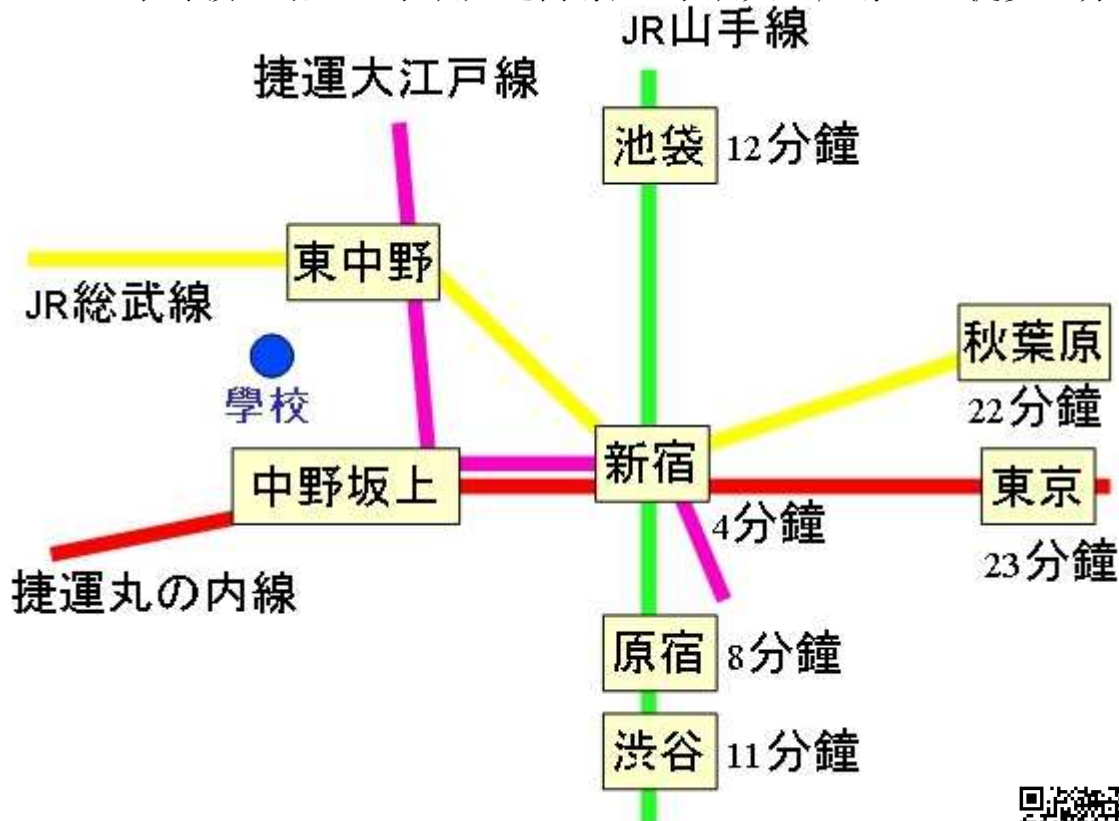 JR山手線
捷運大江戸線
池袋 12分鐘
東中野
JR総武線
秋葉原
22分鐘
學校
新宿
中野坂上
東京
4分鐘
23分鐘
捷運丸の内線
原宿 8分鐘
渋谷 11分鐘